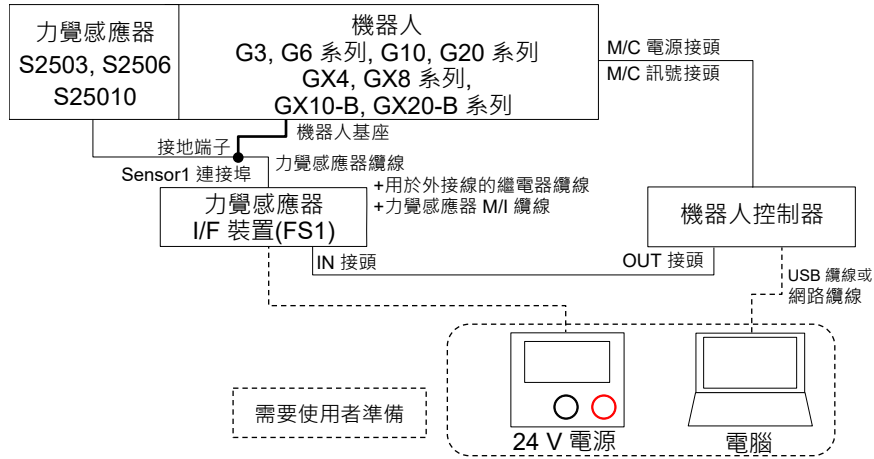 力覺感應器
S2503, S2506
S25010
機器人
G3, G6 系列, G10, G20 系列
GX4, GX8 系列,
GX10-B, GX20-B 系列
M/C 電源接頭
M/C 訊號接頭
機器人基座
接地端子
力覺感應器纜線
Sensor1 連接埠
+用於外接線的繼電器纜線
+力覺感應器 M/I 纜線
力覺感應器
I/F 裝置(FS1)
機器人控制器
IN 接頭
OUT 接頭
USB 纜線或
網路纜線
需要使用者準備
24 V 電源
電腦